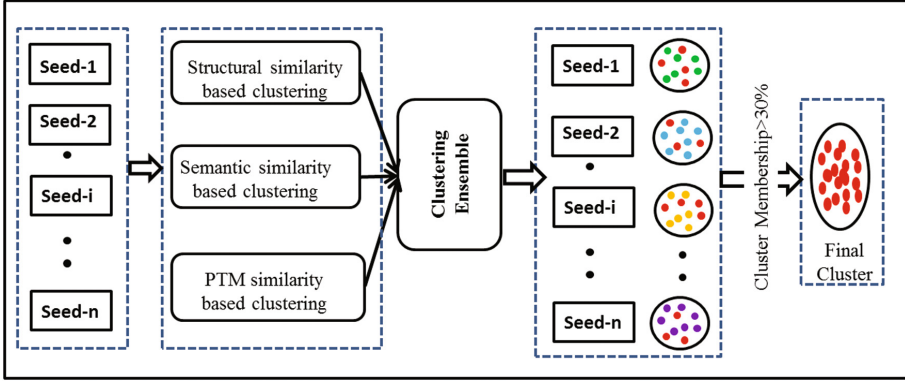 Seed-1
Seed-2
Seed-i
Seed-n
Structural similarity
based clustering
Semantic similarity
based clustering
PTM similarity
based clustering
Clustering
Ensemble
Seed-1
Seed-2
Seed-i
Seed-n
Cluster Membership>30%
Final
Cluster